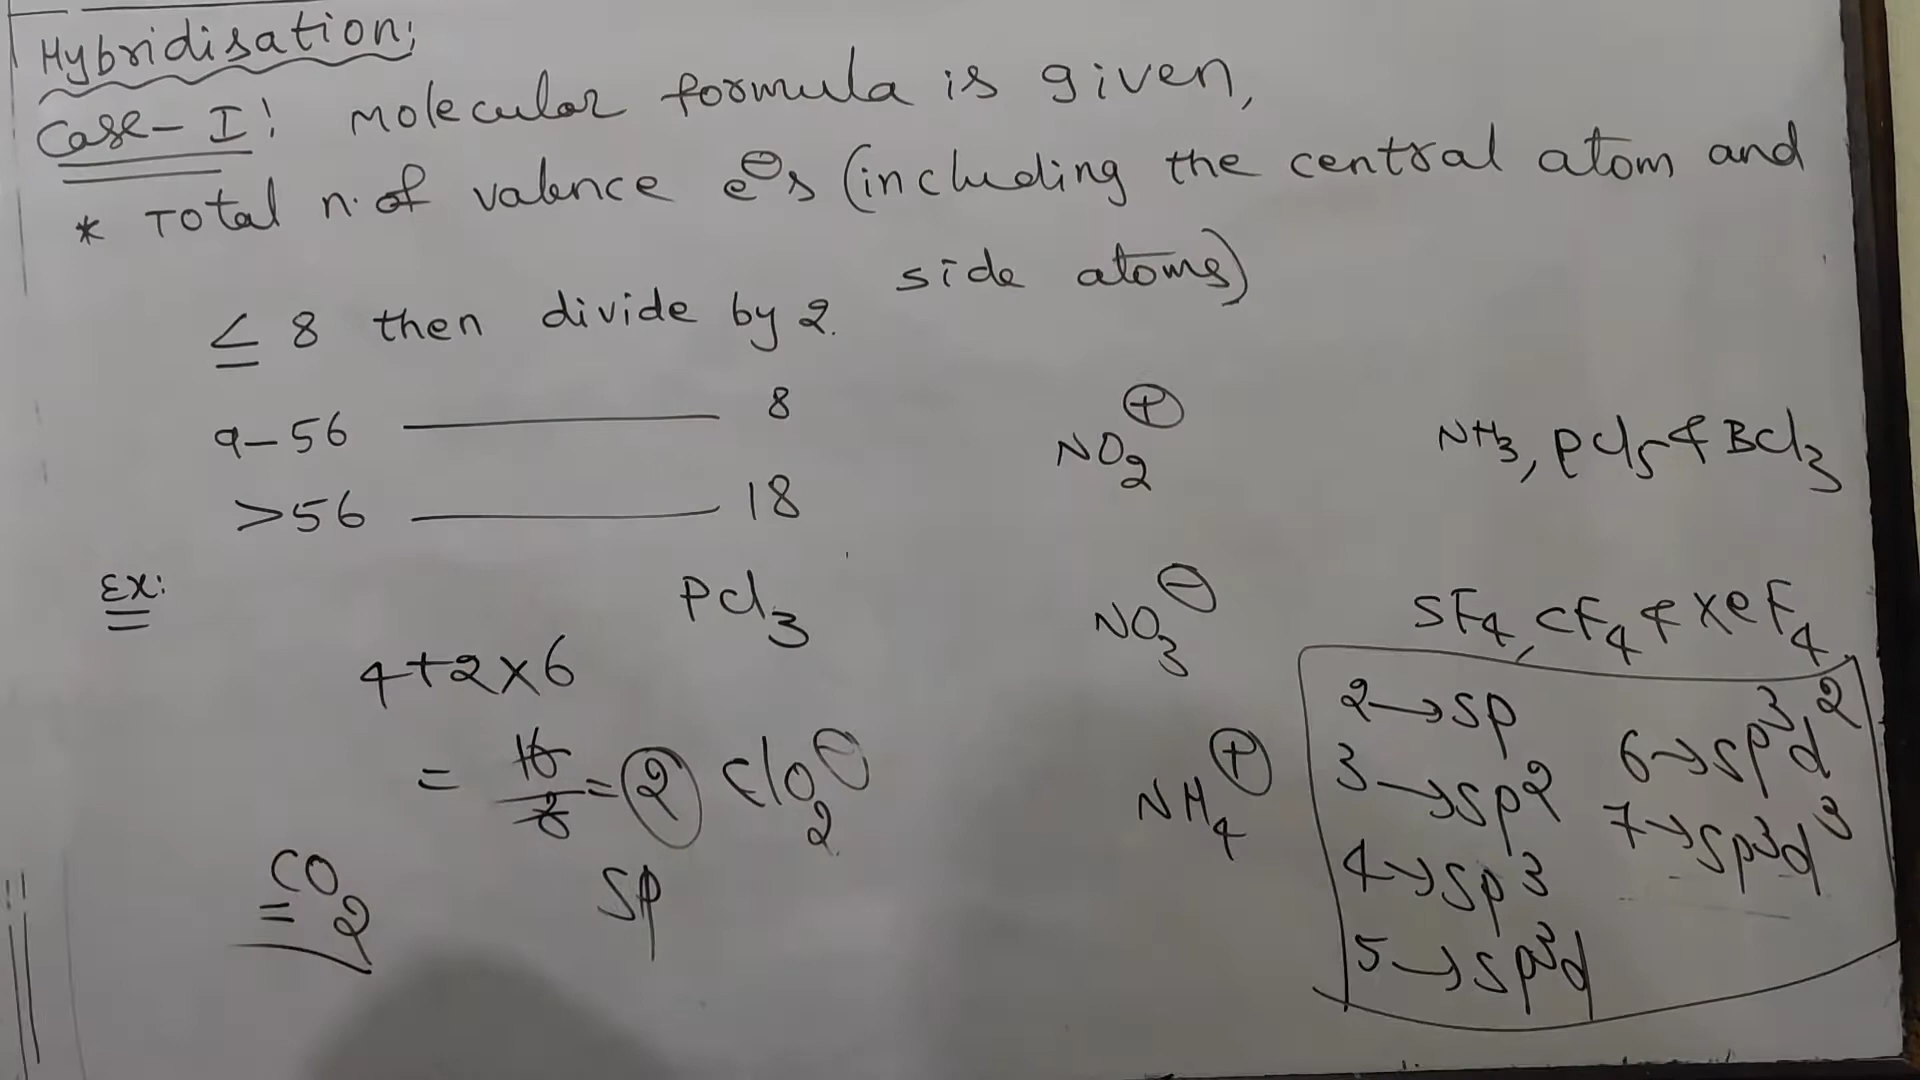 Hybridisation:
Case-I: Molecular formula is given,
* Total n. of valence e⊖s (including the central atom and
side atoms)
≤ 8 then divide by 2.
9-56 ——— 8
>56 ——— 18
NO2⊕
NH3, PCl5 & BCl3
Ex:
PCl3
NO3⊖
SF4, CF4 & XeF4
4+2×6
= 16/8 = 2
ClO2⊖
NH4⊕
CO2
=
sp
2→sp
3→sp2
4→sp3
5→sp3d
6→sp3d2
7→sp3d3